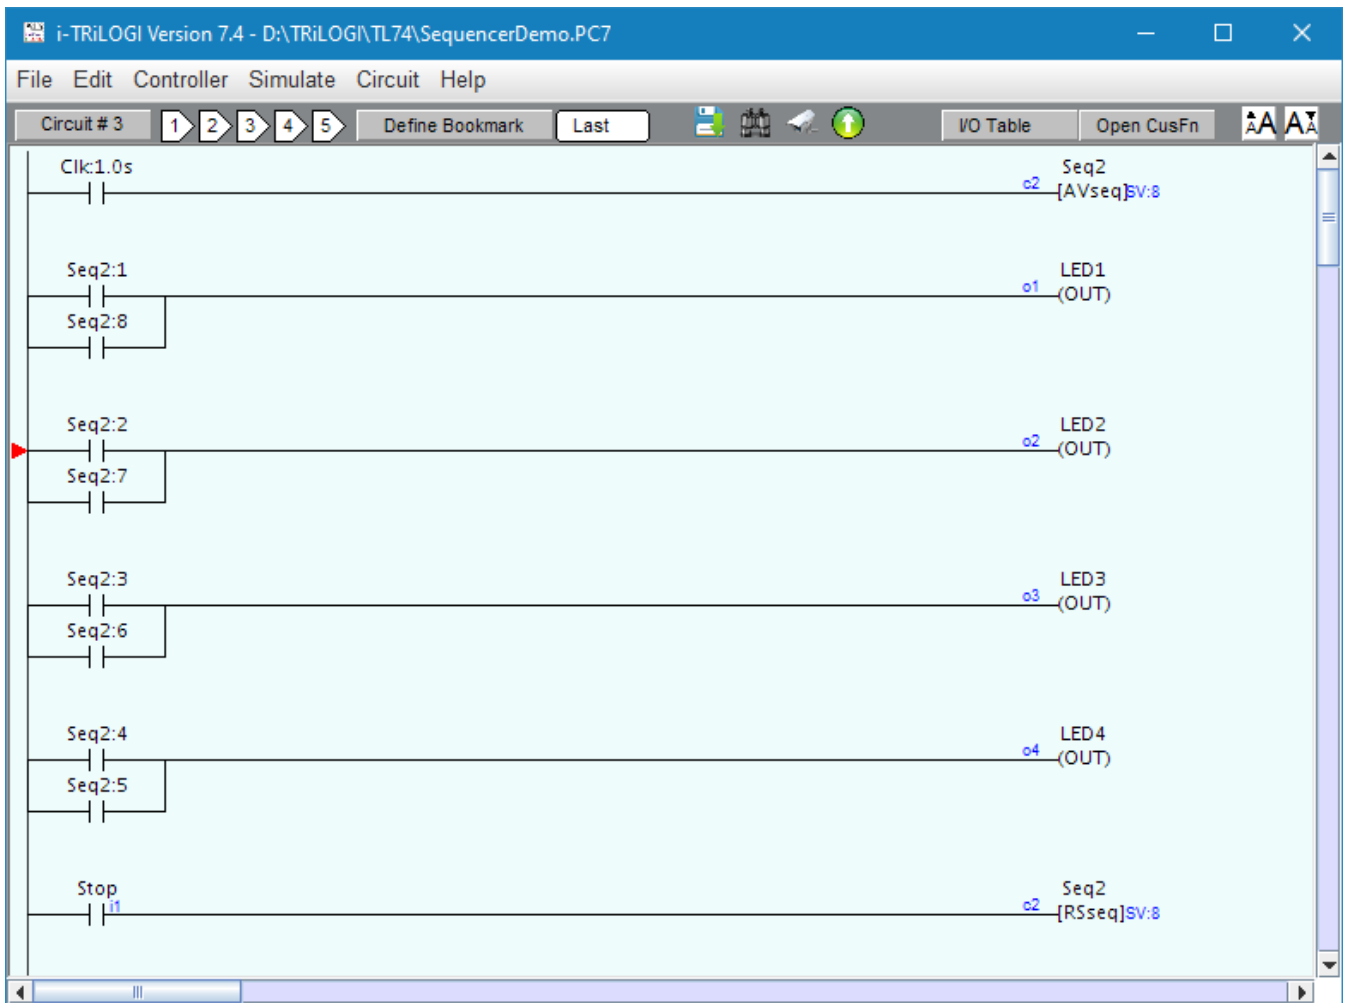 i-TRiLOGI Version 7.4 - D:\TRiLOGI\TL74\SequencerDemo.PC7
File Edit Controller Simulate Circuit Help
Circuit # 3 1 2 3 4 5 Define Bookmark Last I/O Table Open CusFn AA AA
Clk:1.0s Seq2
c2 [AVseq]SV:8
Seq2:1 LED1
o1 (OUT)
Seq2:8
Seq2:2 LED2
o2 (OUT)
Seq2:7
Seq2:3 LED3
o3 (OUT)
Seq2:6
Seq2:4 LED4
o4 (OUT)
Seq2:5
Stop Seq2
i1 c2 [RSseq]SV:8